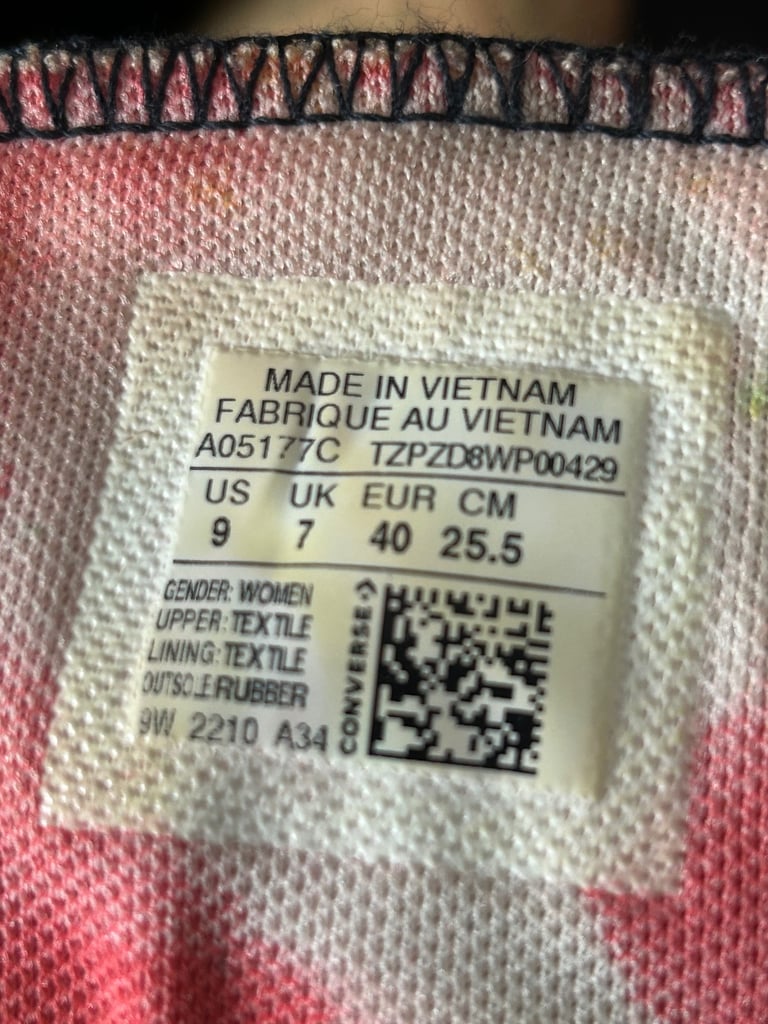 MADE IN VIETNAM
FABRIQUE AU VIETNAM
A05177C TZPZD8WP00429
US UK EUR CM
9 7 40 25.5
GENDER: WOMEN
UPPER: TEXTILE
LINING: TEXTILE
OUTSOLE: RUBBER
9W 2210 A34
CONVERSE